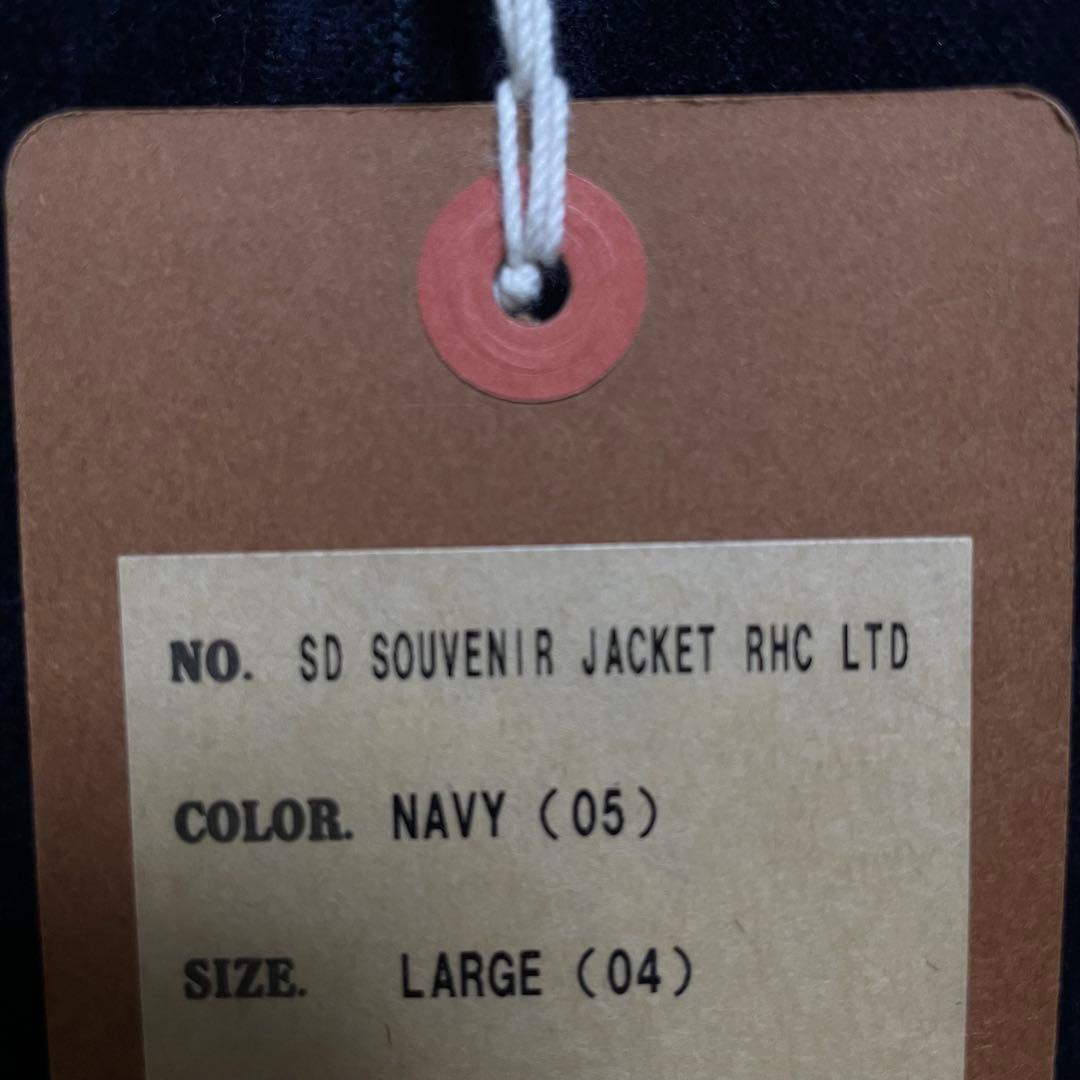 NO. SD SOUVENIR JACKET RHC LTD
COLOR. NAVY (05)
SIZE. LARGE (04)